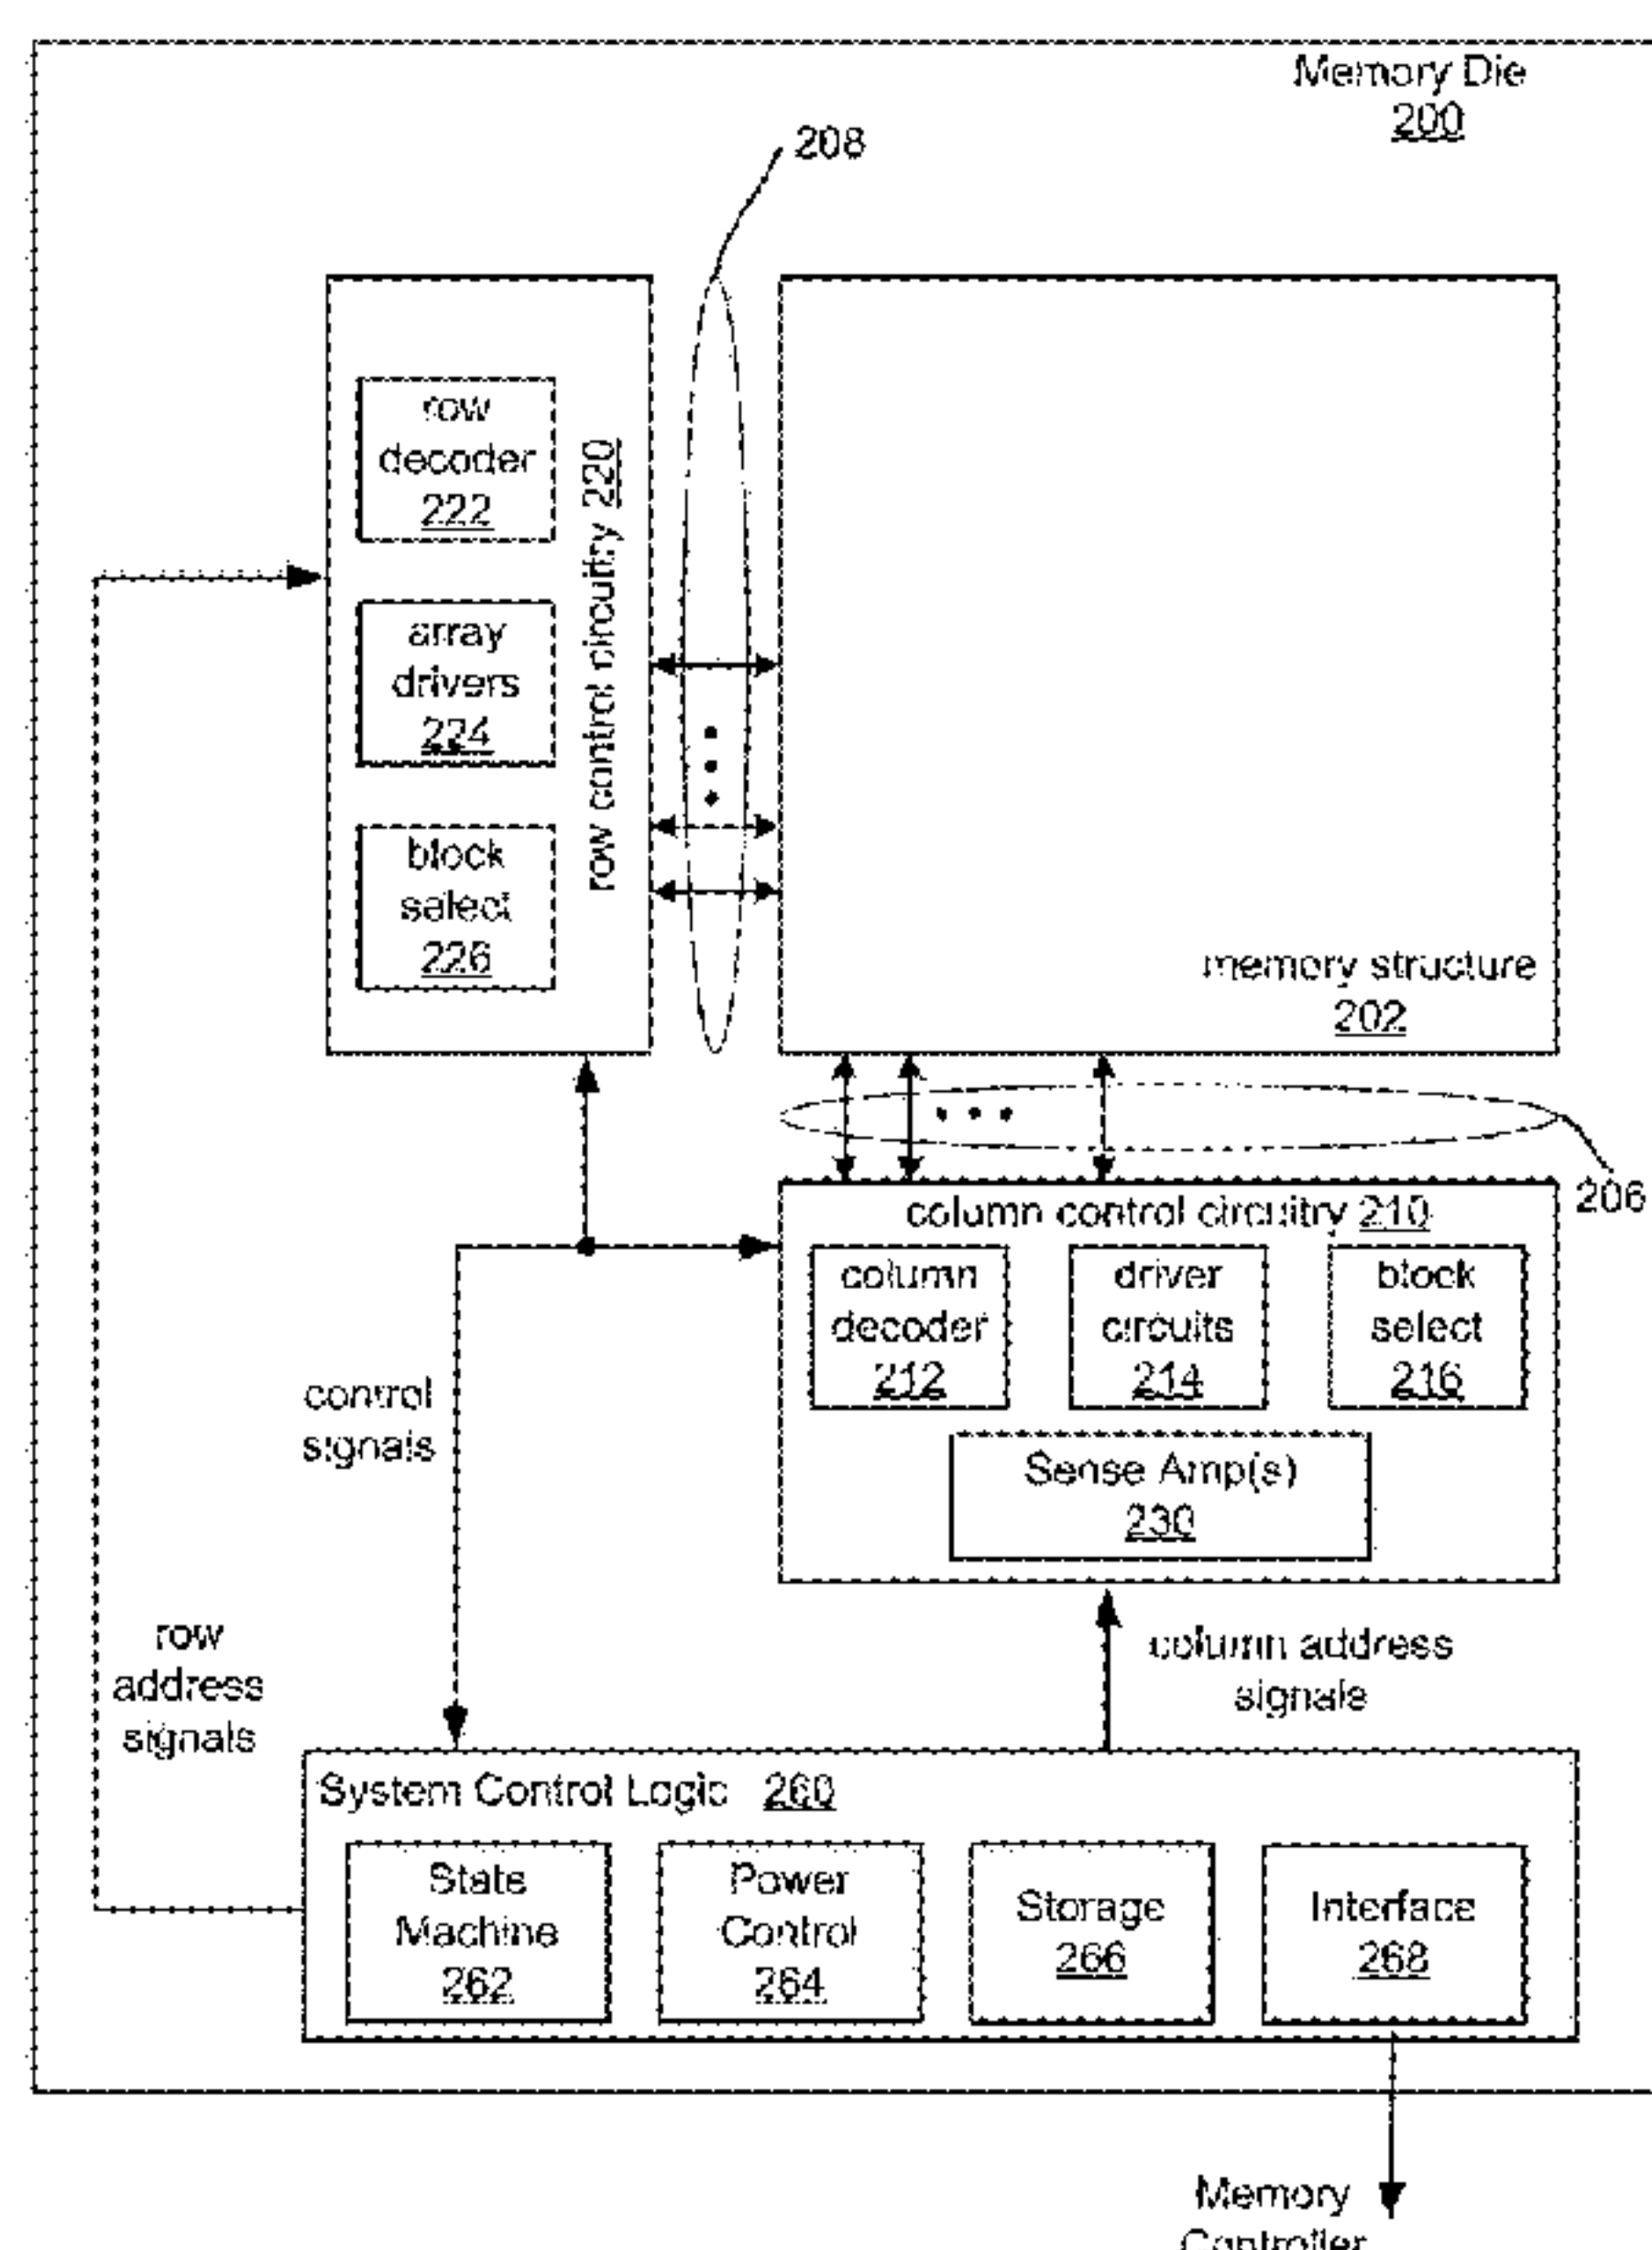 Memory Die
200
208
row
decoder
222
array
drivers
224
block
select
226
row control circuitry 220
memory structure
202
206
column control circuitry 210
column
decoder
212
driver
circuits
214
block
select
216
Sense Amp(s)
230
control
signals
row
address
signals
column address
signals
System Control Logic 260
State
Machine
262
Power
Control
264
Storage
266
Interface
268
Memory
Controller